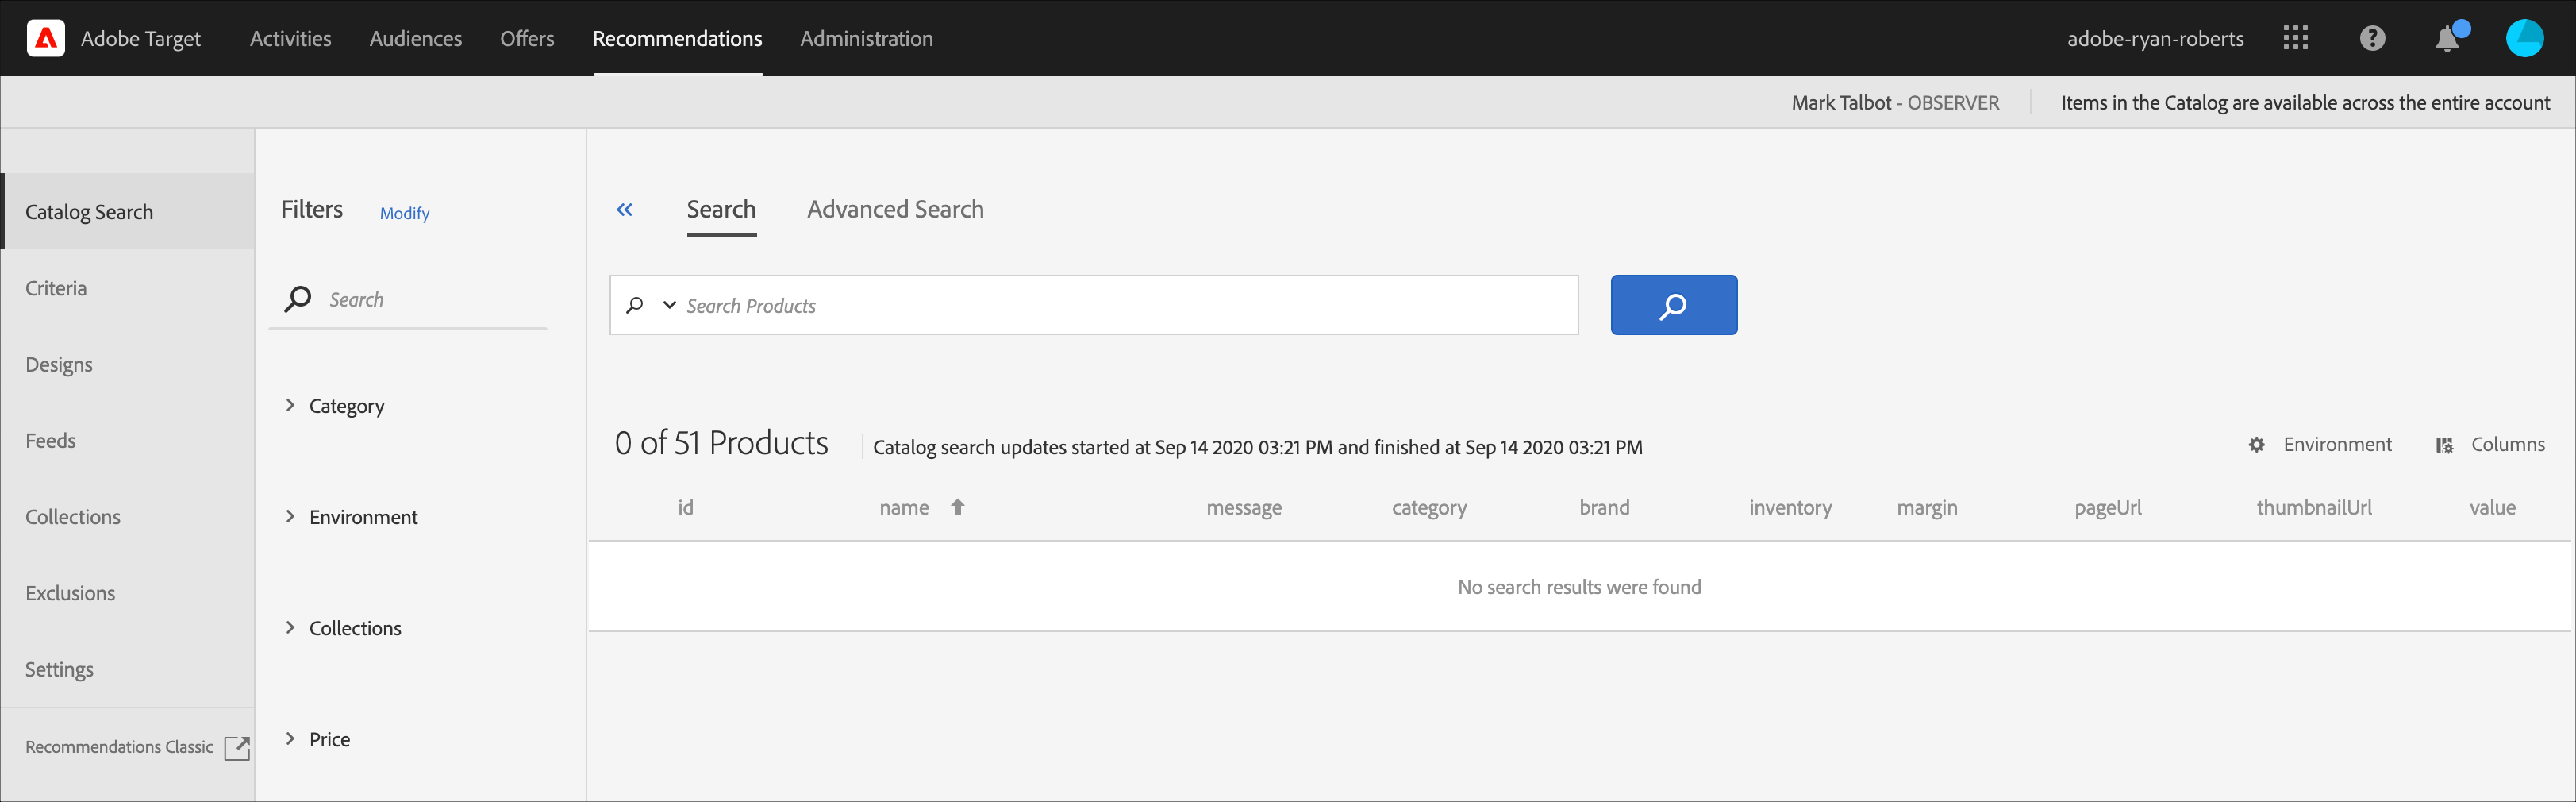 Adobe Target
Activities
Audiences
Offers
Recommendations
Administration
adobe-ryan-roberts
Mark Talbot - OBSERVER
Items in the Catalog are available across the entire account
Catalog Search
Criteria
Designs
Feeds
Collections
Exclusions
Settings
Recommendations Classic
Filters
Modify
Search
Category
Environment
Collections
Price
Search
Advanced Search
Search Products
0 of 51 Products
Catalog search updates started at Sep 14 2020 03:21 PM and finished at Sep 14 2020 03:21 PM
Environment
Columns
id
name
message
category
brand
inventory
margin
pageUrl
thumbnailUrl
value
No search results were found